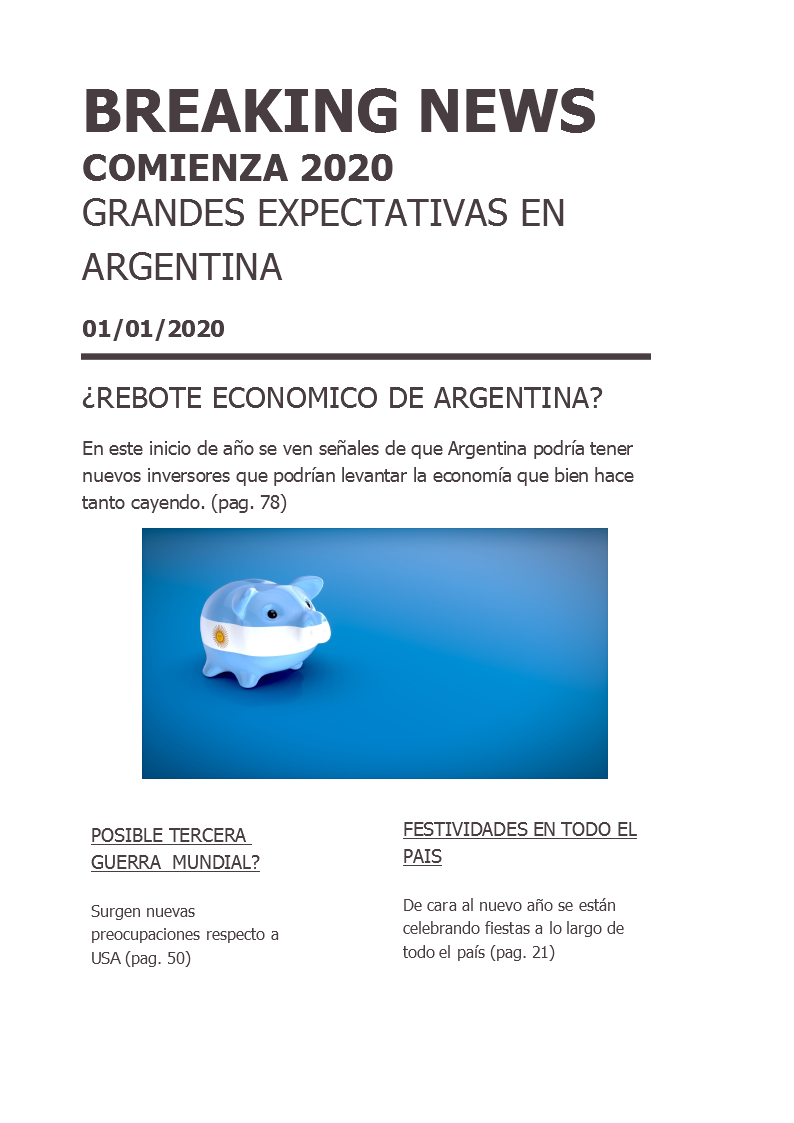 BREAKING NEWS
COMIENZA 2020
GRANDES EXPECTATIVAS EN
ARGENTINA
01/01/2020
¿REBOTE ECONOMICO DE ARGENTINA?
En este inicio de año se ven señales de que Argentina podría tener
nuevos inversores que podrían levantar la economía que bien hace
tanto cayendo. (pag. 78)
POSIBLE TERCERA
GUERRA MUNDIAL?
Surgen nuevas
preocupaciones respecto a
USA (pag. 50)
FESTIVIDADES EN TODO EL
PAIS
De cara al nuevo año se están
celebrando fiestas a lo largo de
todo el país (pag. 21)